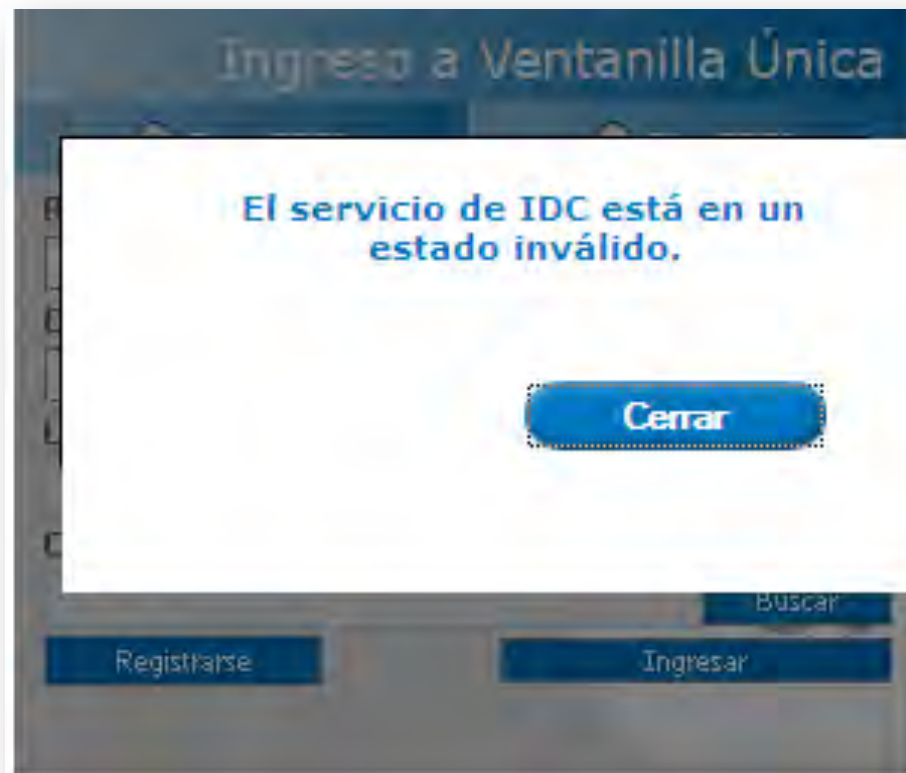 Ingreso a Ventanilla Única
El servicio de IDC está en un
estado inválido.
Cerrar
Buscar
Registrarse
Ingresar